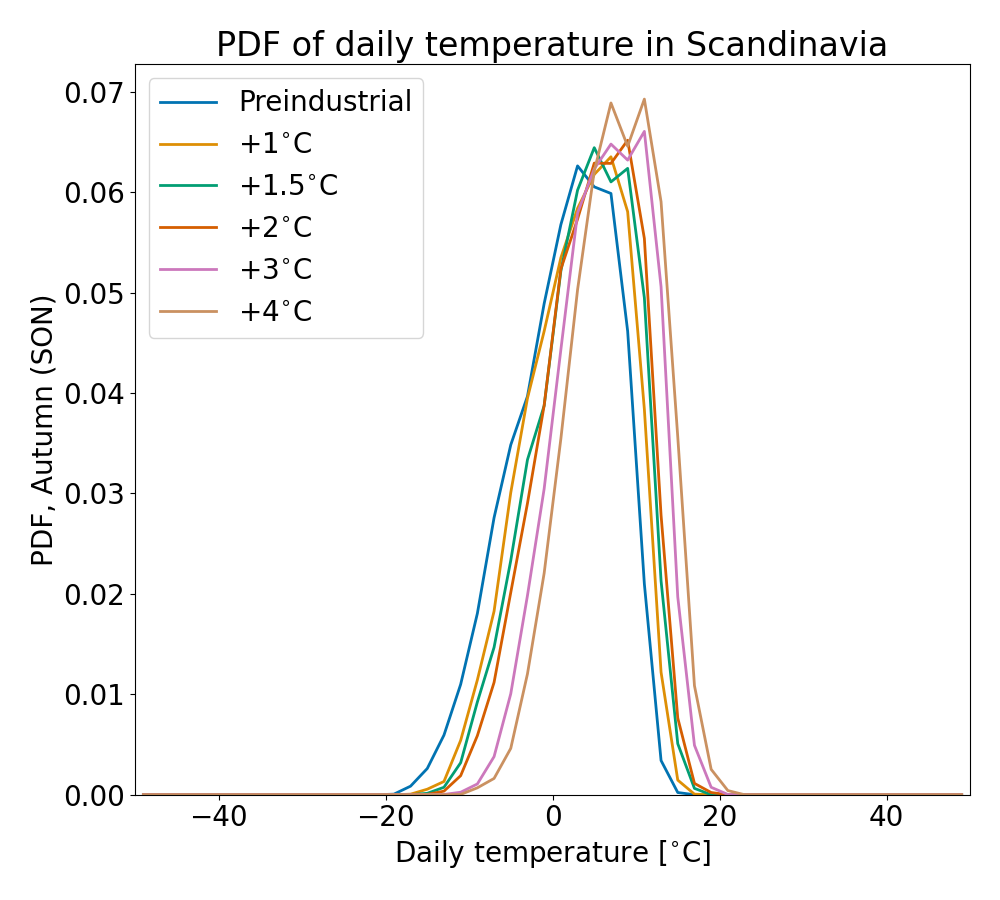 PDF of daily temperature in Scandinavia
Preindustrial
+1°C
+1.5°C
+2°C
+3°C
+4°C
0.07
0.06
0.05
0.04
0.03
0.02
0.01
0.00
PDF, Autumn (SON)
−40
−20
0
20
40
Daily temperature [°C]